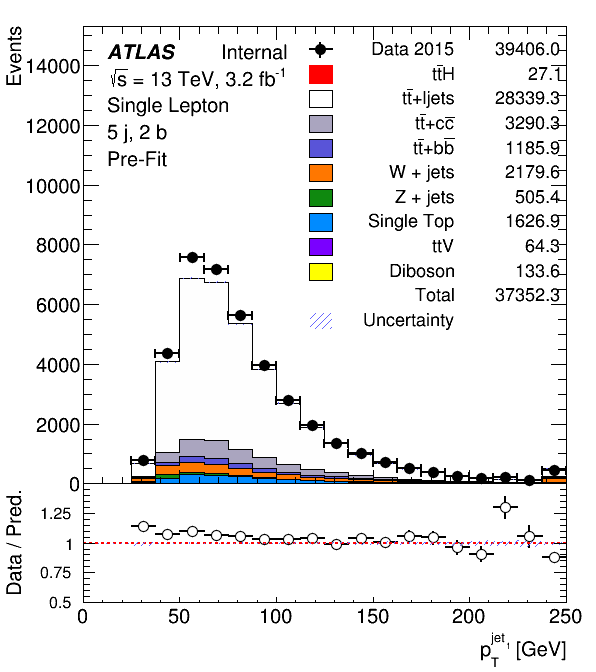 Events
ATLAS Internal
√s = 13 TeV, 3.2 fb⁻¹
Single Lepton
5 j, 2 b
Pre-Fit
Data 2015 39406.0
tt̄H 27.1
tt̄+ljets 28339.3
tt̄+cc̄ 3290.3
tt̄+bb̄ 1185.9
W + jets 2179.6
Z + jets 505.4
Single Top 1626.9
ttV 64.3
Diboson 133.6
Total 37352.3
Uncertainty
14000
12000
10000
8000
6000
4000
2000
0
Data / Pred.
1.25
1
0.75
0.5
0 50 100 150 200 250
p_T^jet₁ [GeV]